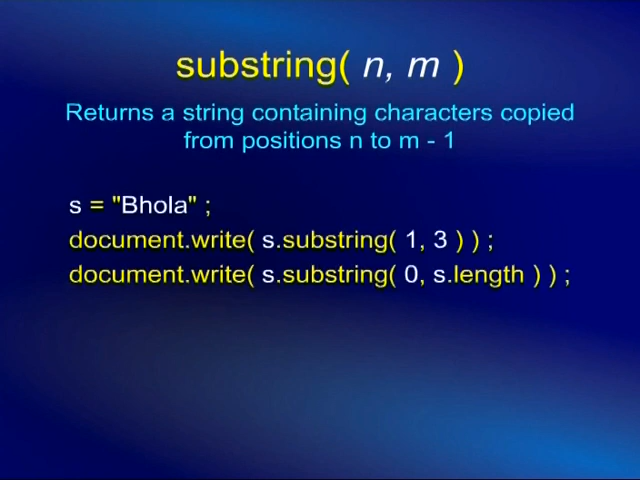 substring( n, m )
Returns a string containing characters copied
from positions n to m - 1
s = "Bhola" ;
document.write( s.substring( 1, 3 ) ) ;
document.write( s.substring( 0, s.length ) ) ;